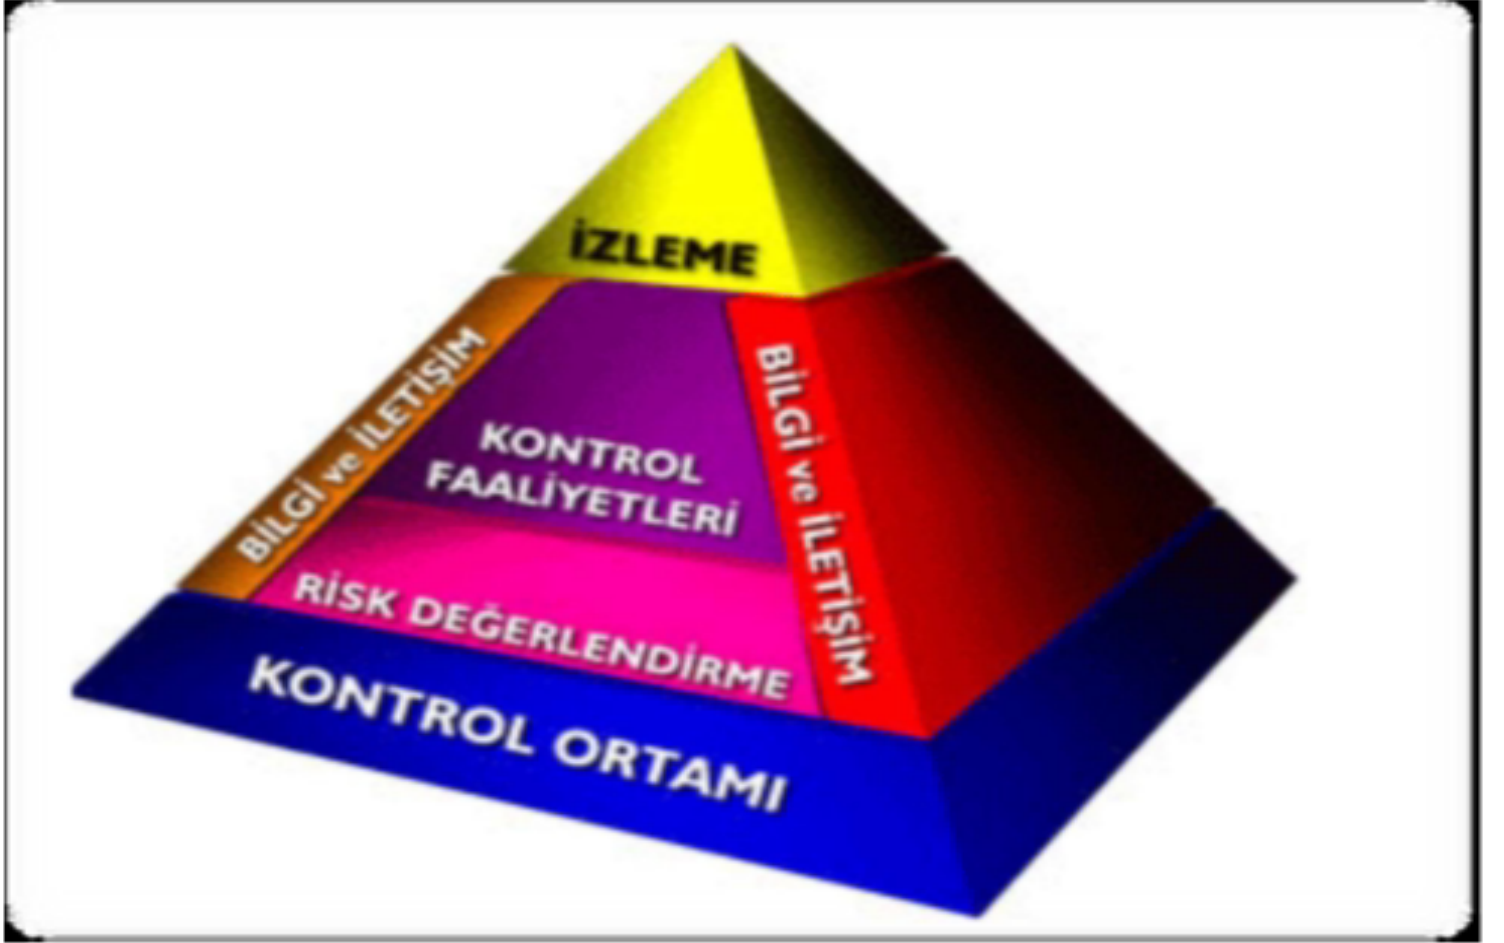 İZLEME
BİLGİ ve İLETİŞİM
KONTROL
FAALİYETLERİ
BİLGİ ve İLETİŞİM
RİSK DEĞERLENDİRME
KONTROL ORTAMI